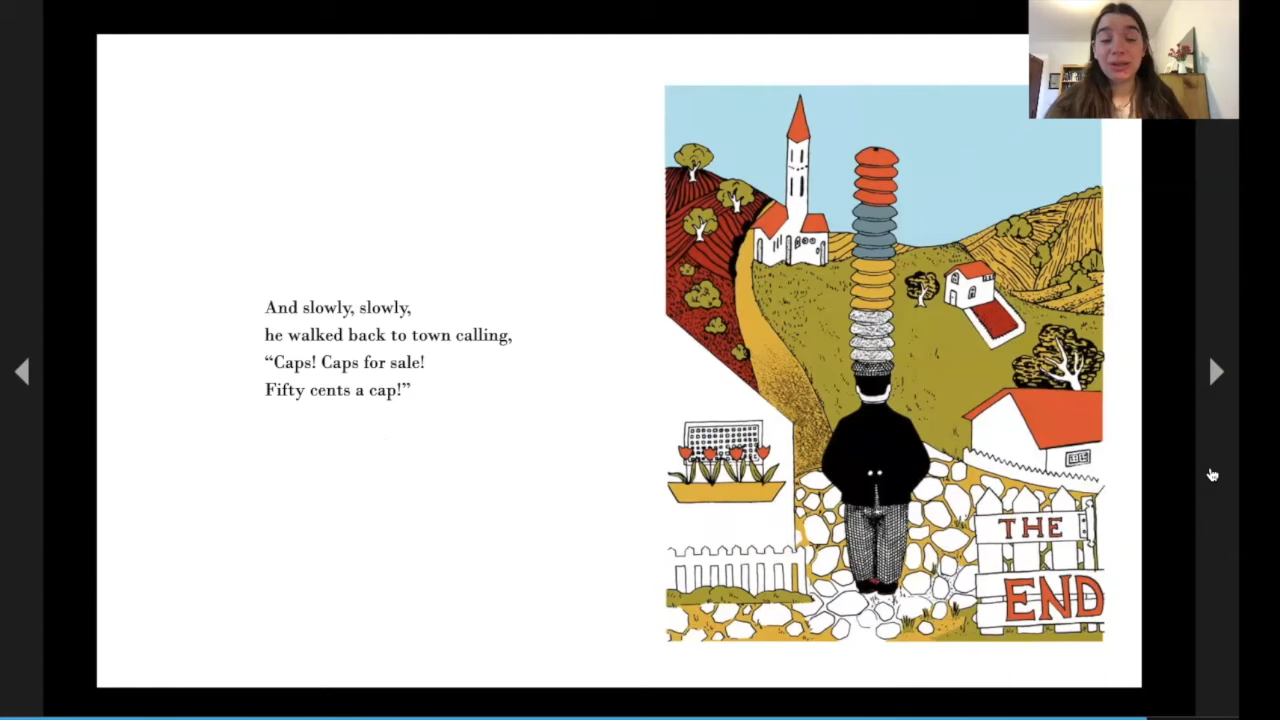 And slowly, slowly,
he walked back to town calling,
“Caps! Caps for sale!
Fifty cents a cap!”
THE
END